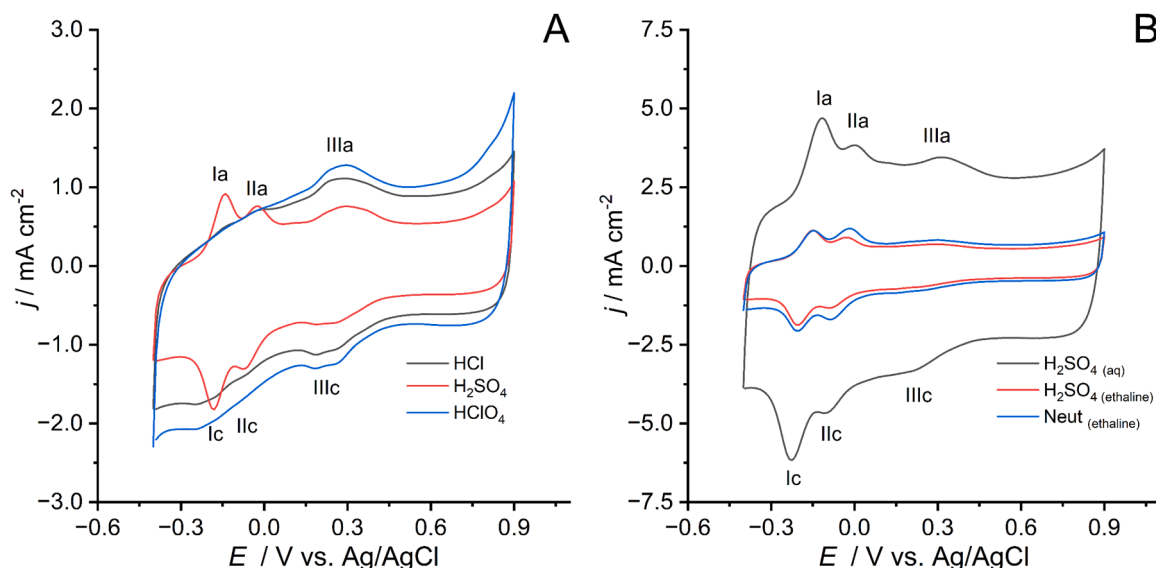 A
3.0
2.0
1.0
0.0
−1.0
−2.0
−3.0
j / mA cm⁻²
Ia
IIa
IIIa
Ic
IIc
IIIc
HCl
H₂SO₄
HClO₄
−0.6
−0.3
0.0
0.3
0.6
0.9
E / V vs. Ag/AgCl
B
7.5
5.0
2.5
0.0
−2.5
−5.0
−7.5
j / mA cm⁻²
Ia
IIa
IIIa
Ic
IIc
IIIc
H₂SO₄ (aq)
H₂SO₄ (ethaline)
Neut (ethaline)
−0.6
−0.3
0.0
0.3
0.6
0.9
E / V vs. Ag/AgCl